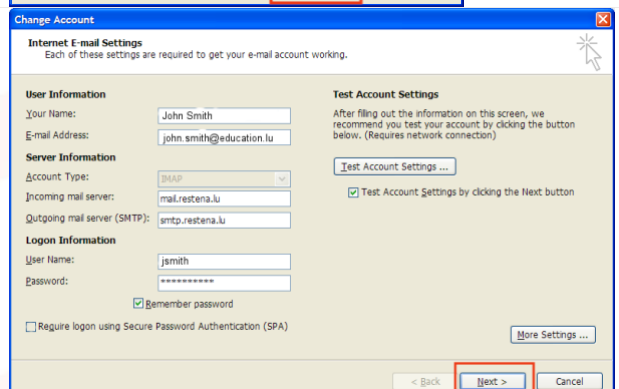 Change Account
Internet E-mail Settings
Each of these settings are required to get your e-mail account working.
User Information
Your Name: John Smith
E-mail Address: john.smith@education.lu
Server Information
Account Type: IMAP
Incoming mail server: mail.restena.lu
Outgoing mail server (SMTP): smtp.restena.lu
Logon Information
User Name: jsmith
Password: **********
Remember password
Require logon using Secure Password Authentication (SPA)
Test Account Settings
After filling out the information on this screen, we
recommend you test your account by clicking the button
below. (Requires network connection)
Test Account Settings ...
Test Account Settings by clicking the Next button
More Settings ...
< Back
Next >
Cancel